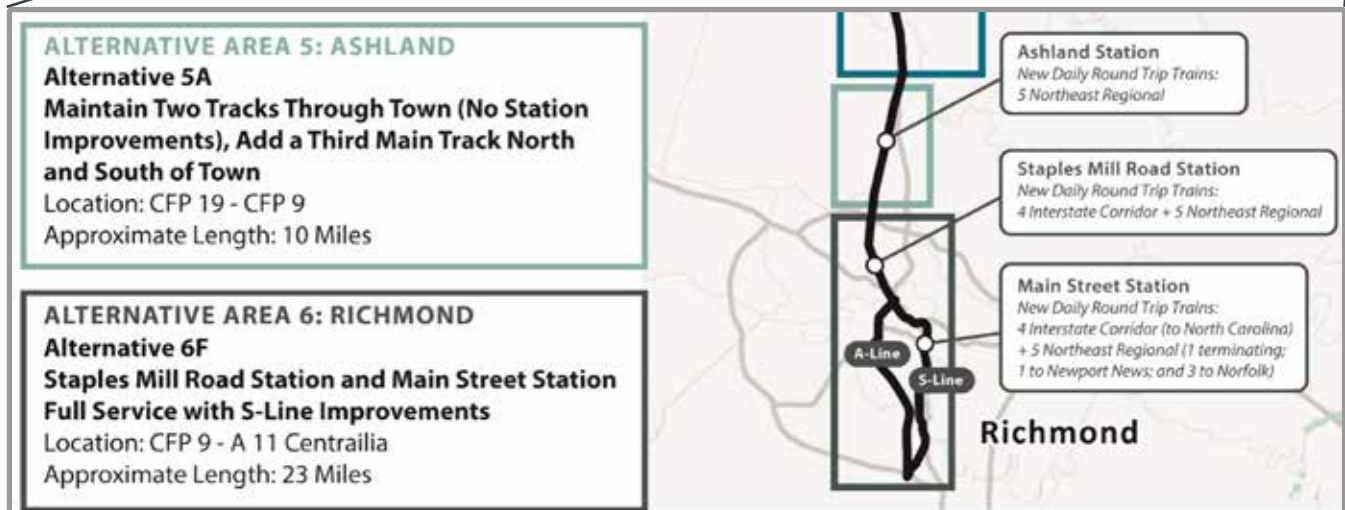 ALTERNATIVE AREA 5: ASHLAND
Alternative 5A
Maintain Two Tracks Through Town (No Station
Improvements), Add a Third Main Track North
and South of Town
Location: CFP 19 - CFP 9
Approximate Length: 10 Miles
ALTERNATIVE AREA 6: RICHMOND
Alternative 6F
Staples Mill Road Station and Main Street Station
Full Service with S-Line Improvements
Location: CFP 9 - A 11 Centrailia
Approximate Length: 23 Miles
Ashland Station
New Daily Round Trip Trains:
5 Northeast Regional
Staples Mill Road Station
New Daily Round Trip Trains:
4 Interstate Corridor + 5 Northeast Regional
Main Street Station
New Daily Round Trip Trains:
4 Interstate Corridor (to North Carolina)
+ 5 Northeast Regional (1 terminating;
1 to Newport News; and 3 to Norfolk)
A-Line
S-Line
Richmond